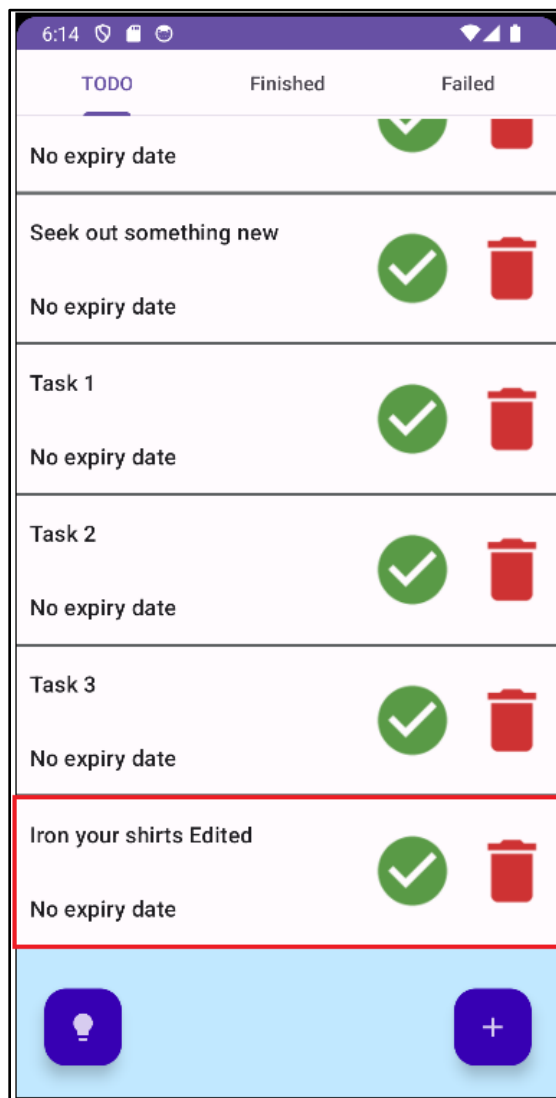 6:14
TODO Finished Failed
No expiry date
Seek out something new
No expiry date
Task 1
No expiry date
Task 2
No expiry date
Task 3
No expiry date
Iron your shirts Edited
No expiry date